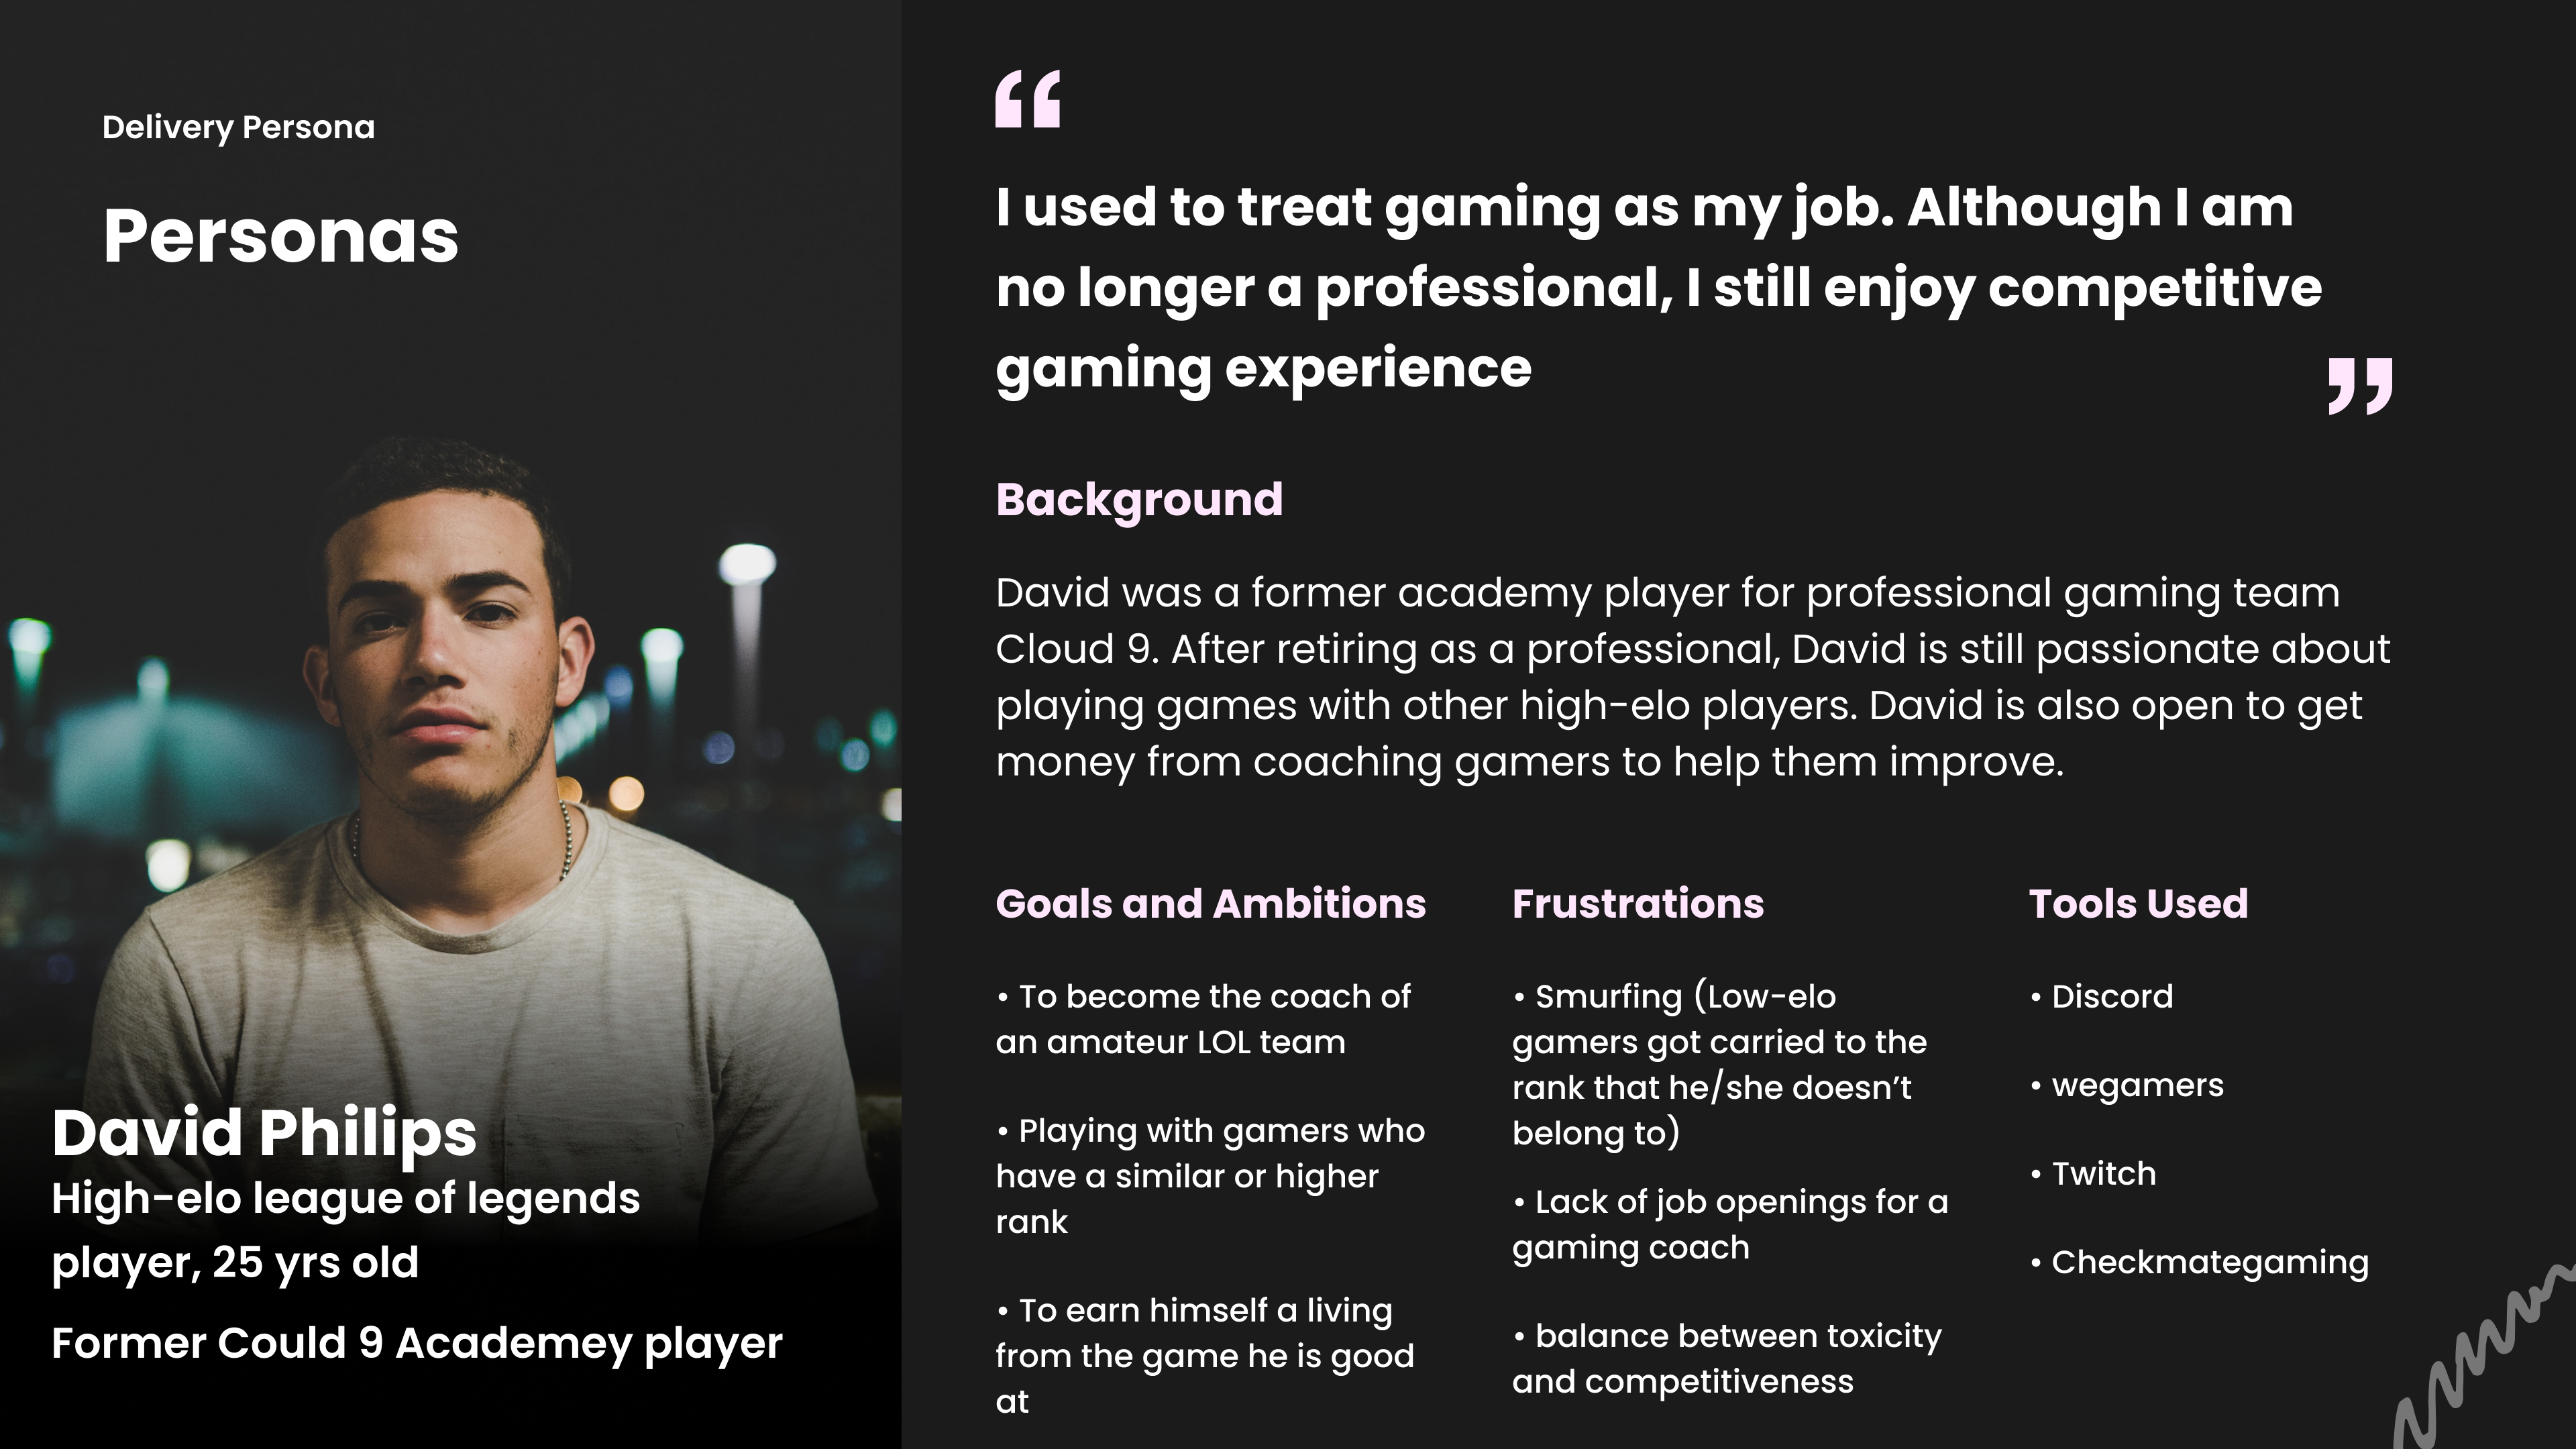 Delivery Persona
Personas
David Philips
High-elo league of legends
player, 25 yrs old
Former Could 9 Academey player
“
I used to treat gaming as my job. Although I am
no longer a professional, I still enjoy competitive
gaming experience
”
Background
David was a former academy player for professional gaming team
Cloud 9. After retiring as a professional, David is still passionate about
playing games with other high-elo players. David is also open to get
money from coaching gamers to help them improve.
Goals and Ambitions
• To become the coach of
an amateur LOL team
• Playing with gamers who
have a similar or higher
rank
• To earn himself a living
from the game he is good
at
Frustrations
• Smurfing (Low-elo
gamers got carried to the
rank that he/she doesn’t
belong to)
• Lack of job openings for a
gaming coach
• balance between toxicity
and competitiveness
Tools Used
• Discord
• wegamers
• Twitch
• Checkmategaming